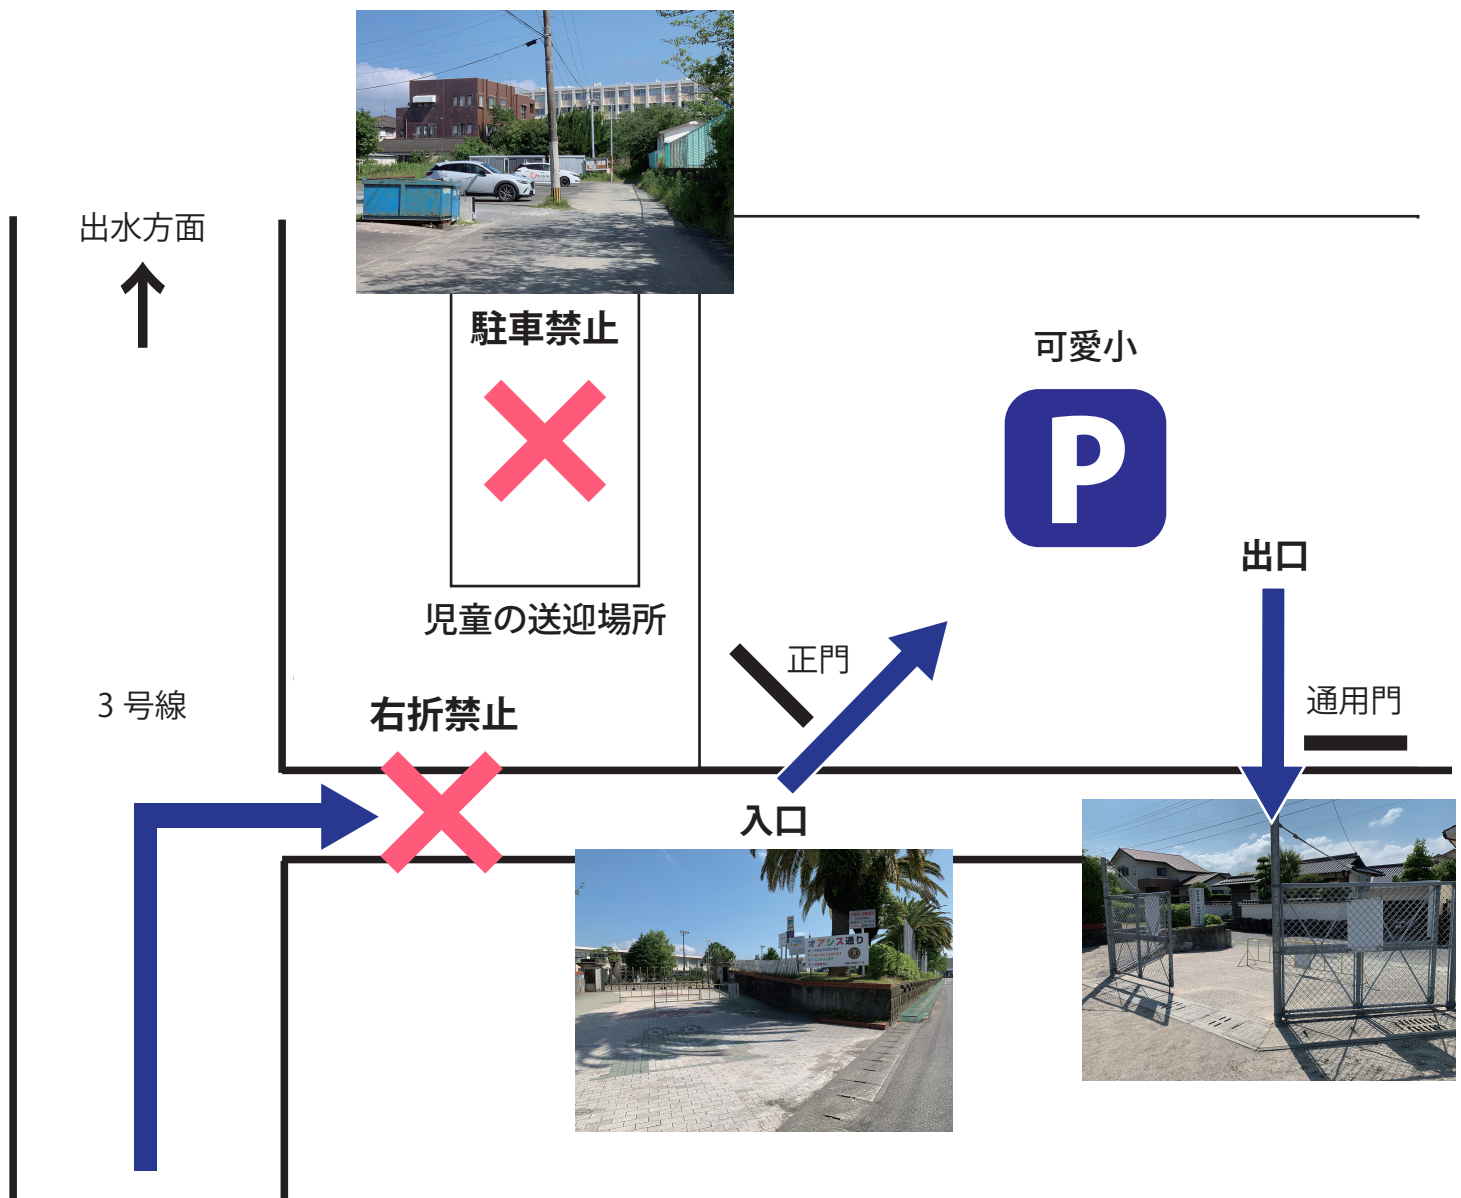 出水方面
駐車禁止
可愛小
P
出口
児童の送迎場所
正門
3 号線
右折禁止
通用門
入口
オアシス通り